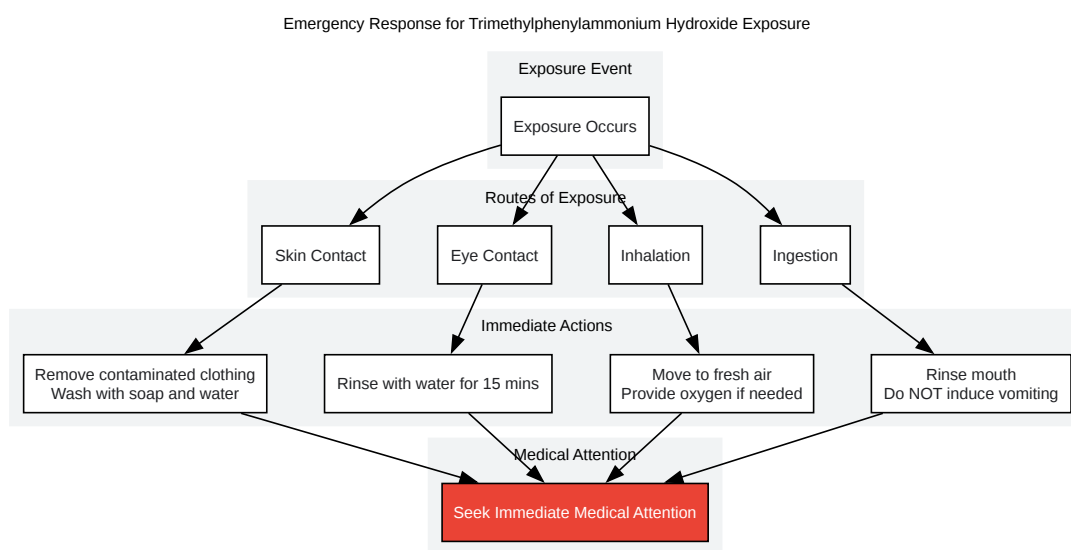 Emergency Response for Trimethylphenylammonium Hydroxide Exposure
Exposure Event
Exposure Occurs
Routes of Exposure
Skin Contact
Eye Contact
Inhalation
Ingestion
Immediate Actions
Remove contaminated clothing
Wash with soap and water
Rinse with water for 15 mins
Move to fresh air
Provide oxygen if needed
Rinse mouth
Do NOT induce vomiting
Medical Attention
Seek Immediate Medical Attention